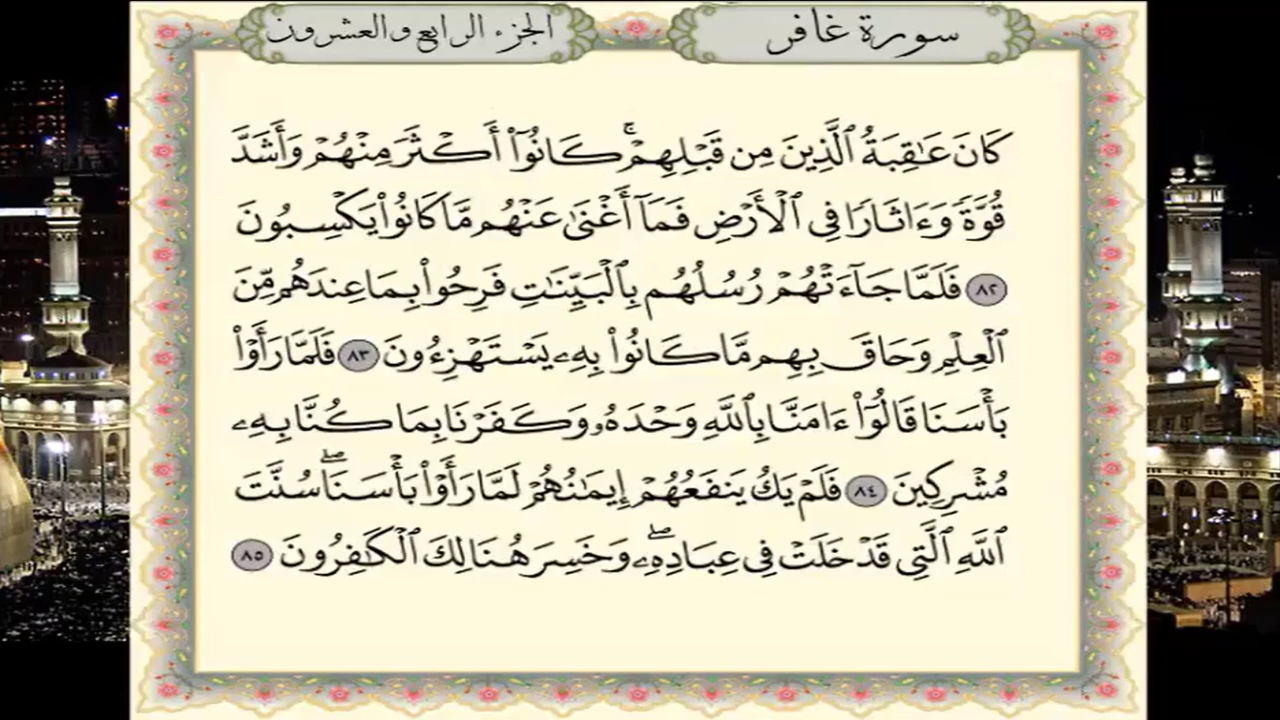 سورة غافر
الجزء الرابع والعشرون
كَانَ عَٰقِبَةُ ٱلَّذِينَ مِن قَبْلِهِمْۚ كَانُوٓا۟ أَكْثَرَ مِنْهُمْ وَأَشَدَّ
قُوَّةً وَءَاثَارًا فِى ٱلْأَرْضِ فَمَآ أَغْنَىٰ عَنْهُم مَّا كَانُوا۟ يَكْسِبُونَ
٨٢ فَلَمَّا جَآءَتْهُمْ رُسُلُهُم بِٱلْبَيِّنَٰتِ فَرِحُوا۟ بِمَا عِندَهُم مِّنَ
ٱلْعِلْمِ وَحَاقَ بِهِم مَّا كَانُوا۟ بِهِۦ يَسْتَهْزِءُونَ ٨٣ فَلَمَّا رَأَوْا۟
بَأْسَنَا قَالُوٓا۟ ءَامَنَّا بِٱللَّهِ وَحْدَهُۥ وَكَفَرْنَا بِمَا كُنَّا بِهِۦ
مُشْرِكِينَ ٨٤ فَلَمْ يَكُ يَنفَعُهُمْ إِيمَٰنُهُمْ لَمَّا رَأَوْا۟ بَأْسَنَاۖ سُنَّتَ
ٱللَّهِ ٱلَّتِى قَدْ خَلَتْ فِى عِبَادِهِۦۖ وَخَسِرَ هُنَالِكَ ٱلْكَٰفِرُونَ ٨٥